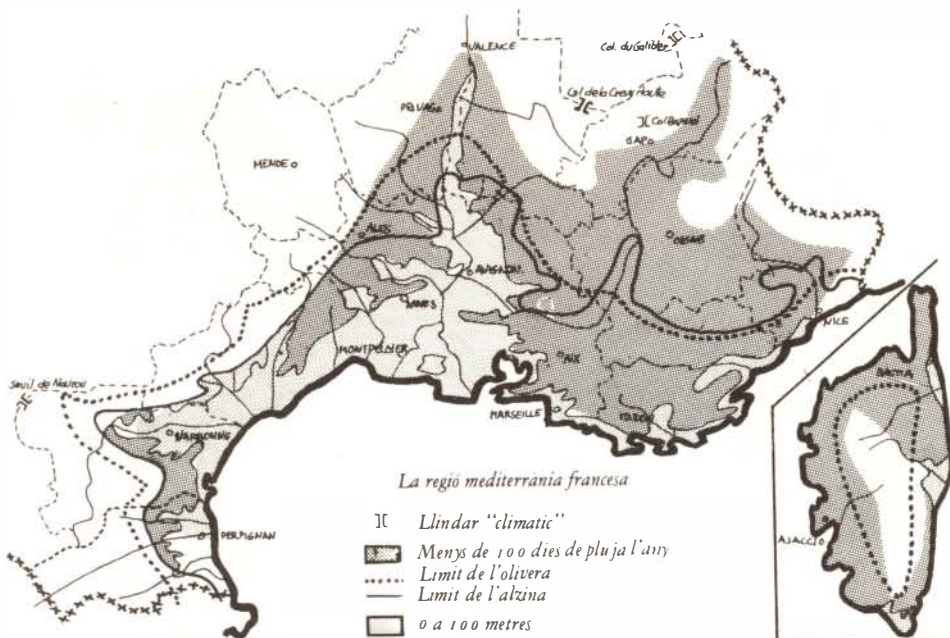 VALENCE
Col. du Galibier
Col de la Croix Haute
PRIVAS
Col Bayard
GAP
MENDE
ALES
DIGNE
AVIGNON
NIMES
NICE
MONTPELLIER
AIX
Seuil de Naurouze
BASTIA
MARSEILLE
TOULON
NARBONNE
La regió mediterrània francesa
AJACCIO
Llindar "climatic"
PERPIGNAN
Menys de 100 dies de pluja l'any
Limit de l'olivera
Limit de l'alzina
0 a 100 metres